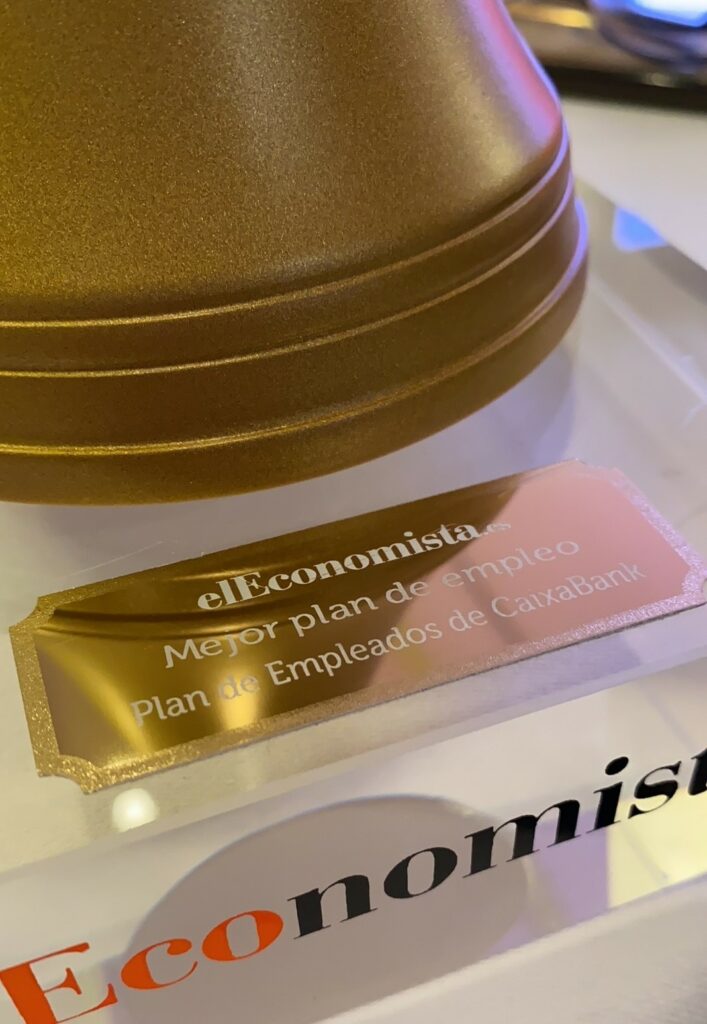 elEconomista.es
Mejor plan de empleo
Plan de Empleados de CaixaBank
Economist